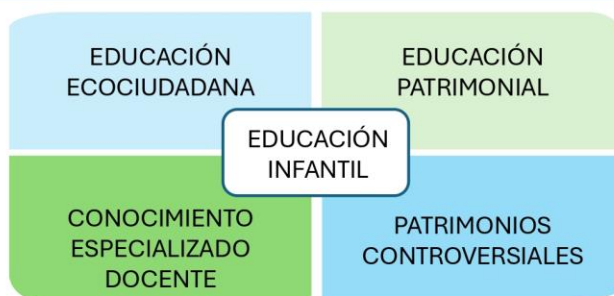 EDUCACIÓN
ECOCIUDADANA
EDUCACIÓN
PATRIMONIAL
EDUCACIÓN
INFANTIL
CONOCIMIENTO
ESPECIALIZADO
DOCENTE
PATRIMONIOS
CONTROVERSIALES